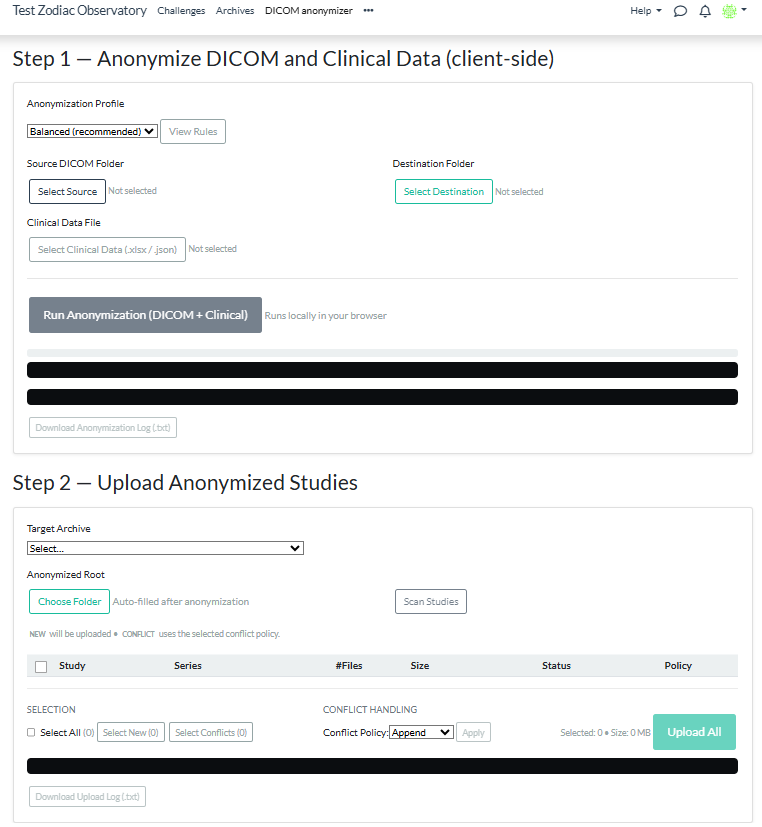 Test Zodiac Observatory Challenges Archives DICOM anonymizer ••• Help
Step 1 — Anonymize DICOM and Clinical Data (client-side)
Anonymization Profile
Balanced (recommended) View Rules
Source DICOM Folder Destination Folder
Select Source Not selected Select Destination Not selected
Clinical Data File
Select Clinical Data (.xlsx / .json) Not selected
Run Anonymization (DICOM + Clinical) Runs locally in your browser
Download Anonymization Log (.txt)
Step 2 — Upload Anonymized Studies
Target Archive
Select...
Anonymized Root
Choose Folder Auto-filled after anonymization Scan Studies
NEW will be uploaded • CONFLICT uses the selected conflict policy.
Study Series #Files Size Status Policy
SELECTION CONFLICT HANDLING
Select All (0) Select New (0) Select Conflicts (0) Conflict Policy: Append Apply Selected: 0 • Size: 0 MB Upload All
Download Upload Log (.txt)